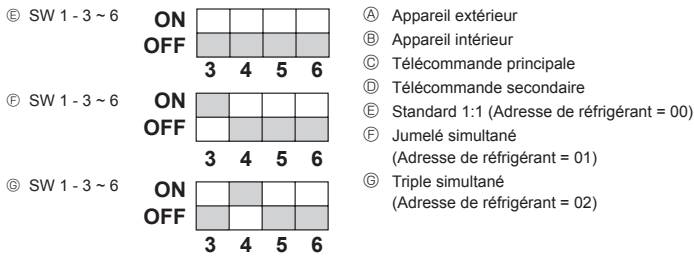 Ⓔ SW 1 - 3 ~ 6
ON
OFF
3 4 5 6
Ⓕ SW 1 - 3 ~ 6
ON
OFF
3 4 5 6
Ⓖ SW 1 - 3 ~ 6
ON
OFF
3 4 5 6
Ⓐ Appareil extérieur
Ⓑ Appareil intérieur
Ⓒ Télécommande principale
Ⓓ Télécommande secondaire
Ⓔ Standard 1:1 (Adresse de réfrigérant = 00)
Ⓕ Jumelé simultané
(Adresse de réfrigérant = 01)
Ⓖ Triple simultané
(Adresse de réfrigérant = 02)